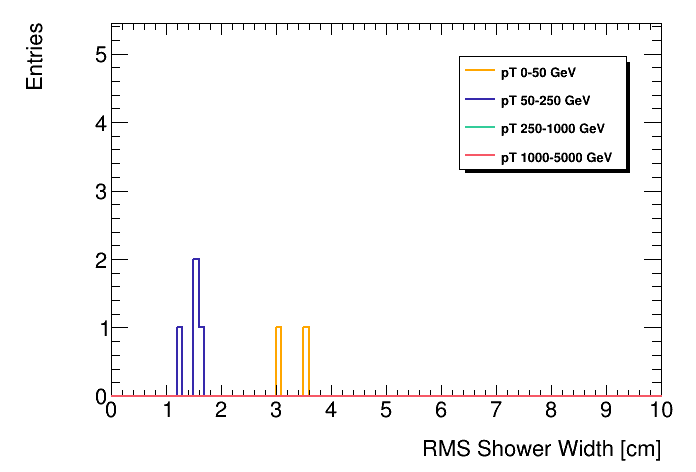 Entries
5
4
3
2
1
0
0 1 2 3 4 5 6 7 8 9 10
RMS Shower Width [cm]
pT 0-50 GeV
pT 50-250 GeV
pT 250-1000 GeV
pT 1000-5000 GeV